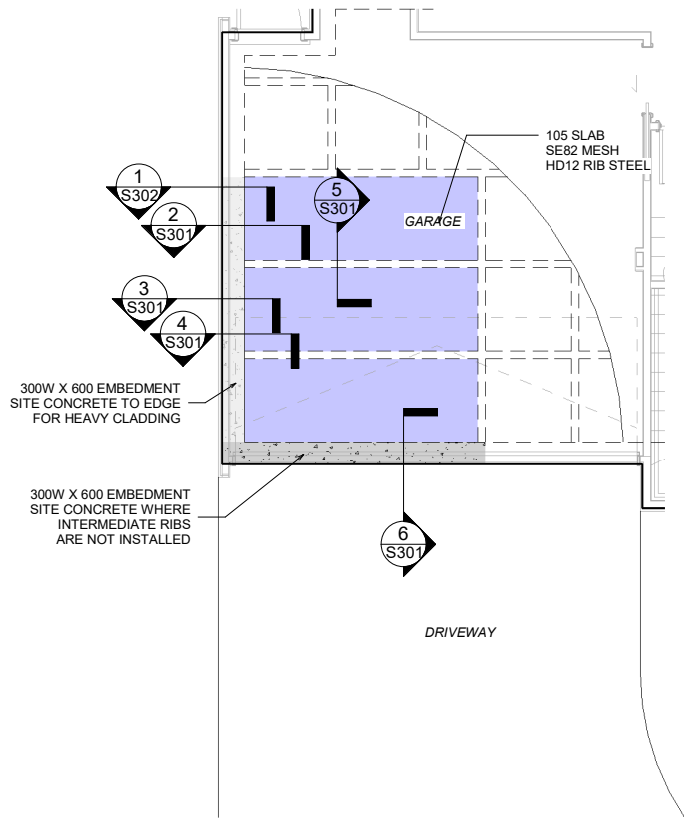 105 SLAB
SE82 MESH
HD12 RIB STEEL
1
S302
5
S301
2
S301
GARAGE
3
S301
4
S301
300W X 600 EMBEDMENT
SITE CONCRETE TO EDGE
FOR HEAVY CLADDING
300W X 600 EMBEDMENT
SITE CONCRETE WHERE
INTERMEDIATE RIBS
ARE NOT INSTALLED
6
S301
DRIVEWAY